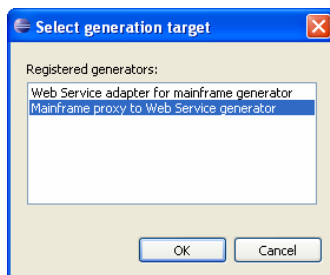 Select generation target
Registered generators:
Web Service adapter for mainframe generator
Mainframe proxy to Web Service generator
OK
Cancel